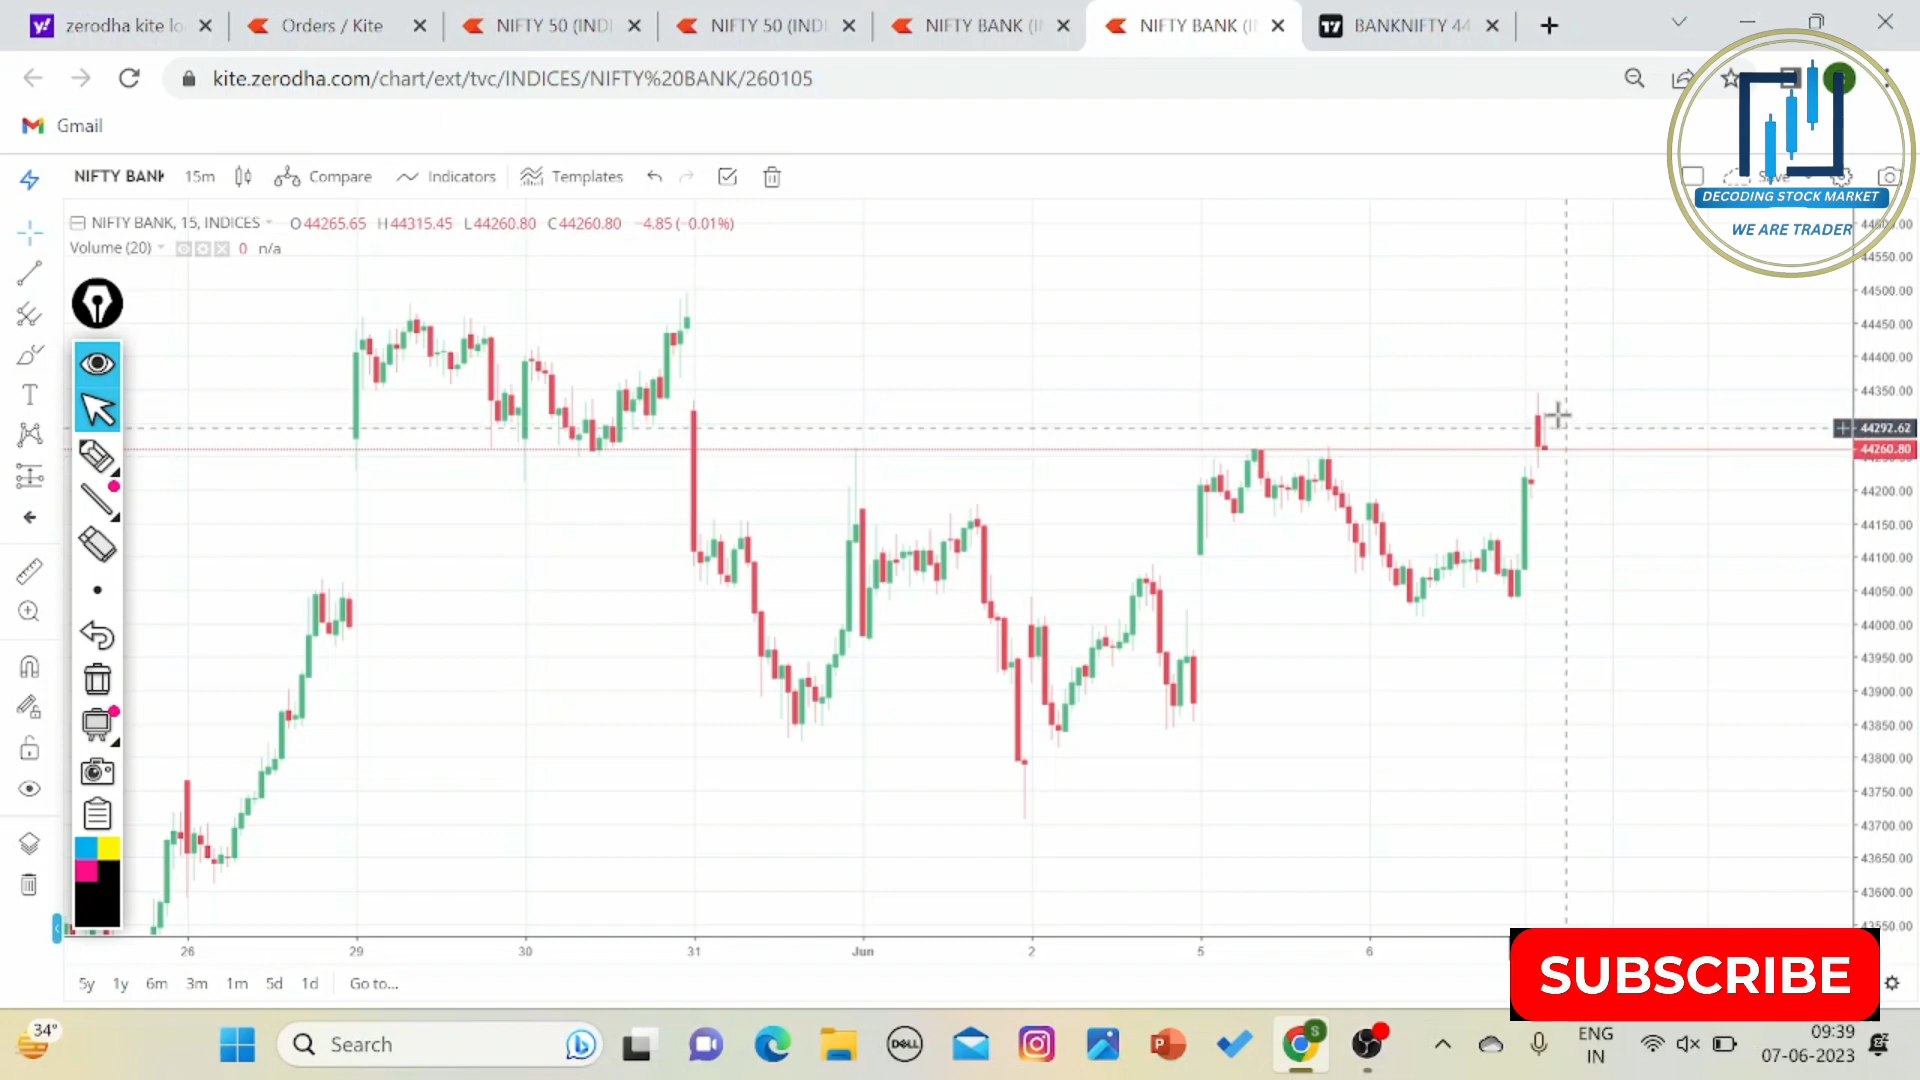 zerodha kite lo
Orders / Kite
NIFTY 50 (INDI
NIFTY 50 (INDI
NIFTY BANK (I
NIFTY BANK (I
BANKNIFTY 44
kite.zerodha.com/chart/ext/tvc/INDICES/NIFTY%20BANK/260105
Gmail
NIFTY BANK 15m Compare Indicators Templates Save
NIFTY BANK, 15, INDICES O44265.65 H44315.45 L44260.80 C44260.80 −4.85 (−0.01%)
Volume (20) 0 n/a
DECODING STOCK MARKET
WE ARE TRADER
44600.00
44550.00
44500.00
44450.00
44400.00
44350.00
44292.62
44260.80
44200.00
44150.00
44100.00
44050.00
44000.00
43950.00
43900.00
43850.00
43800.00
43750.00
43700.00
43650.00
43600.00
43550.00
26 29 30 31 Jun 2 5 6
5y 1y 6m 3m 1m 5d 1d Go to...
SUBSCRIBE
34°
Search
DELL
S
ENG
IN
09:39
07-06-2023